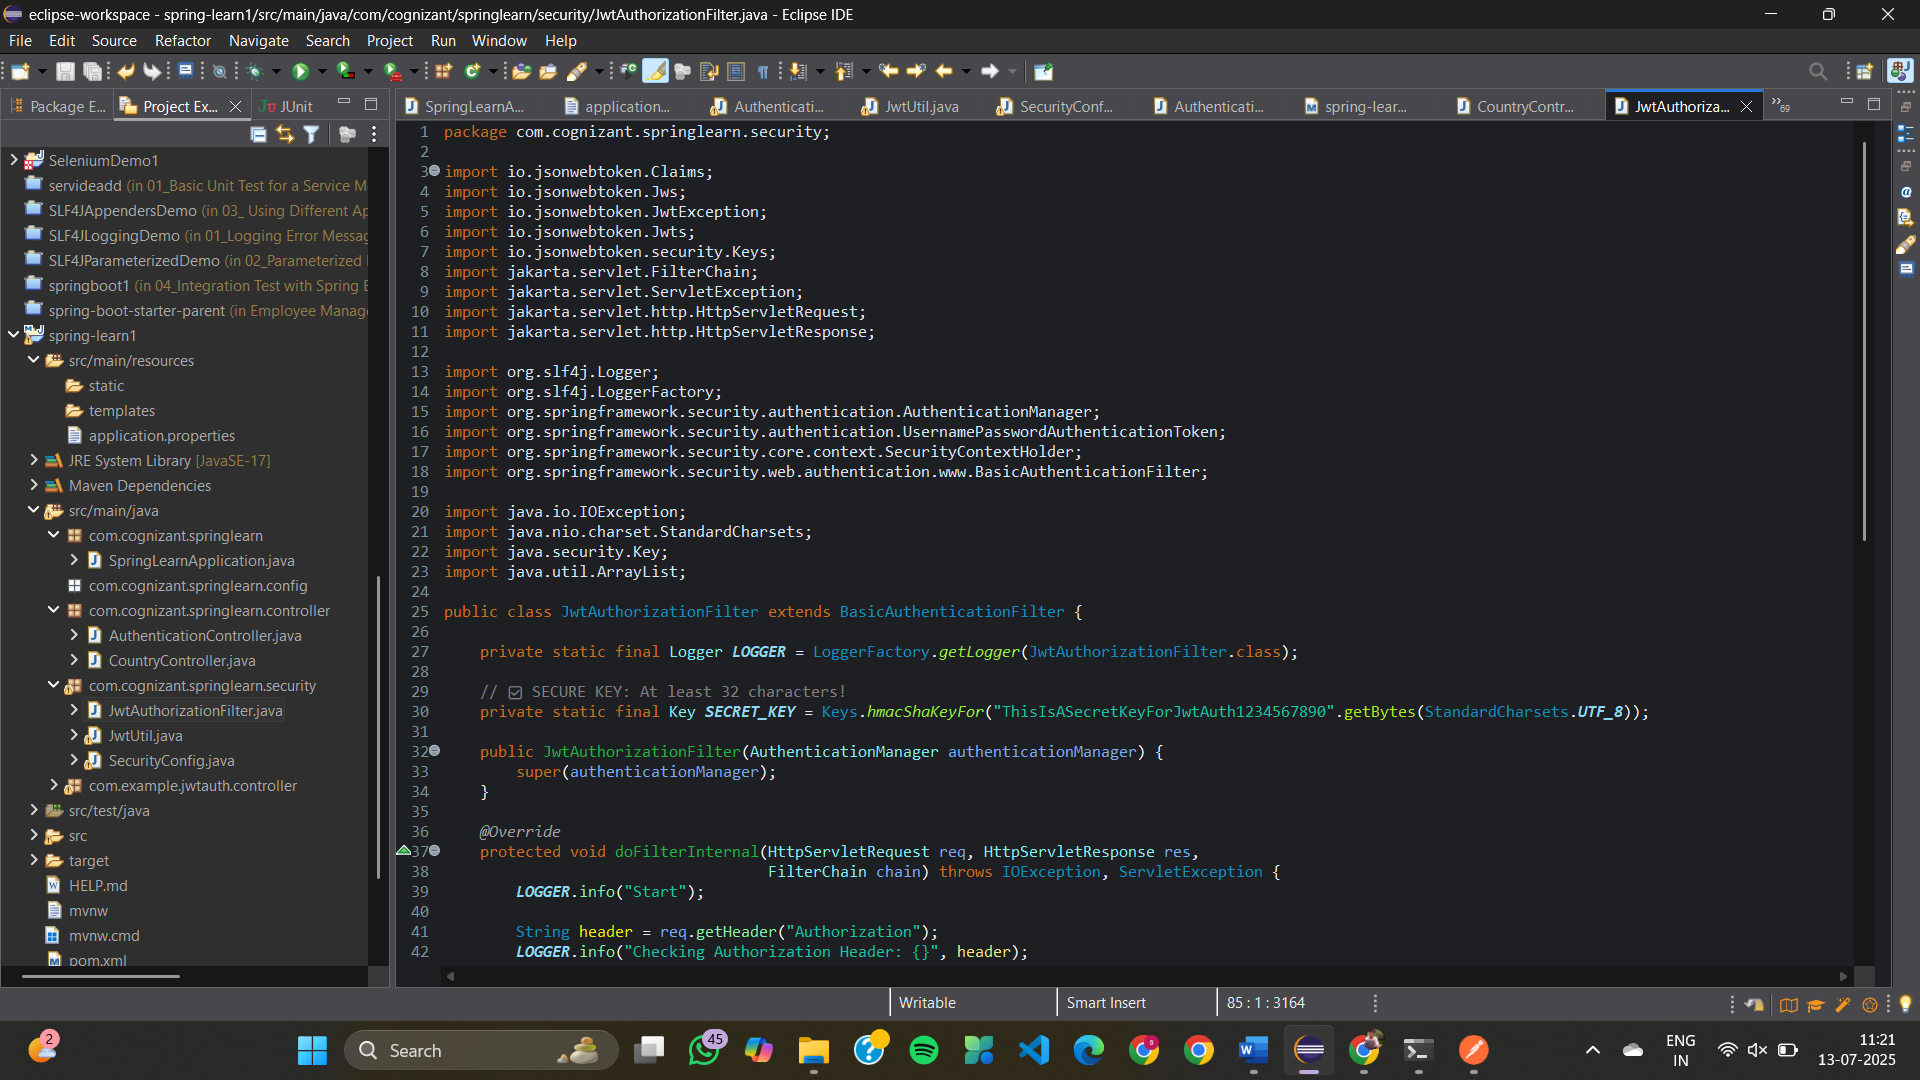 eclipse-workspace - spring-learn1/src/main/java/com/cognizant/springlearn/security/JwtAuthorizationFilter.java - Eclipse IDE
File Edit Source Refactor Navigate Search Project Run Window Help
Package E... Project Ex... JUnit
SpringLearnA... application... Authenticati... JwtUtil.java SecurityConf... Authenticati... spring-lear... CountryContr... JwtAuthoriza... 69
SeleniumDemo1
servideadd (in 01_Basic Unit Test for a Service M
SLF4JAppendersDemo (in 03_ Using Different Ap
SLF4JLoggingDemo (in 01_Logging Error Messag
SLF4JParameterizedDemo (in 02_Parameterized
springboot1 (in 04_Integration Test with Spring B
spring-boot-starter-parent (in Employee Manag
spring-learn1
src/main/resources
static
templates
application.properties
JRE System Library [JavaSE-17]
Maven Dependencies
src/main/java
com.cognizant.springlearn
SpringLearnApplication.java
com.cognizant.springlearn.config
com.cognizant.springlearn.controller
AuthenticationController.java
CountryController.java
com.cognizant.springlearn.security
JwtAuthorizationFilter.java
JwtUtil.java
SecurityConfig.java
com.example.jwtauth.controller
src/test/java
src
target
HELP.md
mvnw
mvnw.cmd
pom.xml
1 package com.cognizant.springlearn.security;
2
3 import io.jsonwebtoken.Claims;
4 import io.jsonwebtoken.Jws;
5 import io.jsonwebtoken.JwtException;
6 import io.jsonwebtoken.Jwts;
7 import io.jsonwebtoken.security.Keys;
8 import jakarta.servlet.FilterChain;
9 import jakarta.servlet.ServletException;
10 import jakarta.servlet.http.HttpServletRequest;
11 import jakarta.servlet.http.HttpServletResponse;
12
13 import org.slf4j.Logger;
14 import org.slf4j.LoggerFactory;
15 import org.springframework.security.authentication.AuthenticationManager;
16 import org.springframework.security.authentication.UsernamePasswordAuthenticationToken;
17 import org.springframework.security.core.context.SecurityContextHolder;
18 import org.springframework.security.web.authentication.www.BasicAuthenticationFilter;
19
20 import java.io.IOException;
21 import java.nio.charset.StandardCharsets;
22 import java.security.Key;
23 import java.util.ArrayList;
24
25 public class JwtAuthorizationFilter extends BasicAuthenticationFilter {
26
27 private static final Logger LOGGER = LoggerFactory.getLogger(JwtAuthorizationFilter.class);
28
29 // ☑ SECURE KEY: At least 32 characters!
30 private static final Key SECRET_KEY = Keys.hmacShaKeyFor("ThisIsASecretKeyForJwtAuth1234567890".getBytes(StandardCharsets.UTF_8));
31
32 public JwtAuthorizationFilter(AuthenticationManager authenticationManager) {
33 super(authenticationManager);
34 }
35
36 @Override
37 protected void doFilterInternal(HttpServletRequest req, HttpServletResponse res,
38 FilterChain chain) throws IOException, ServletException {
39 LOGGER.info("Start");
40
41 String header = req.getHeader("Authorization");
42 LOGGER.info("Checking Authorization Header: {}", header);
Writable Smart Insert 85 : 1 : 3164
2 Search 45 ENG IN 11:21 13-07-2025